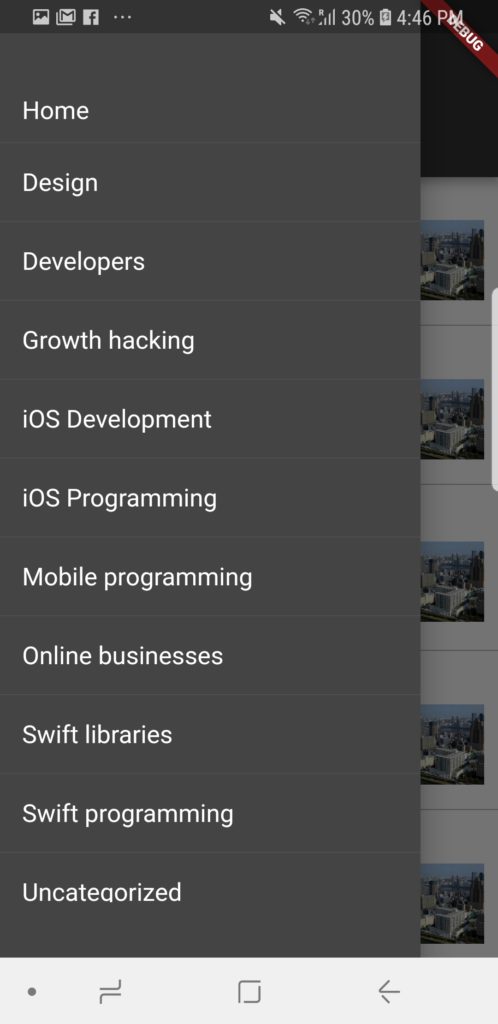 R 30% 4:46 PM
DEBUG
Home
Design
Developers
Growth hacking
iOS Development
iOS Programming
Mobile programming
Online businesses
Swift libraries
Swift programming
Uncategorized